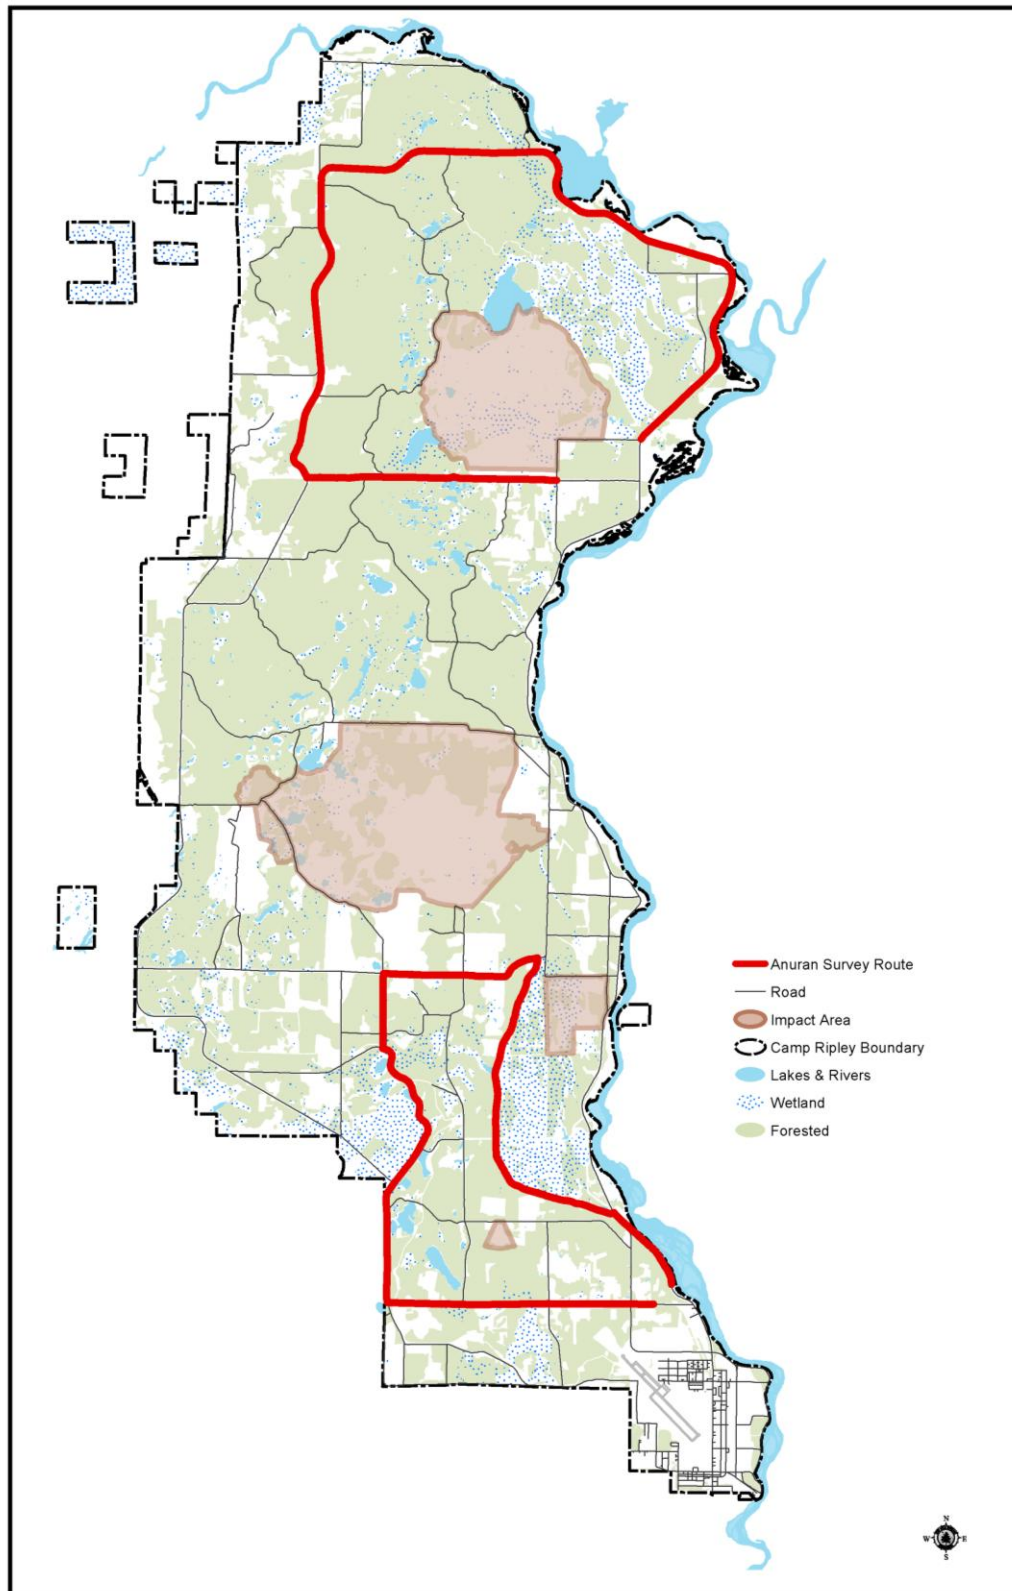 Anuran Survey Route
Road
Impact Area
Camp Ripley Boundary
Lakes & Rivers
Wetland
Forested
N
W E
S